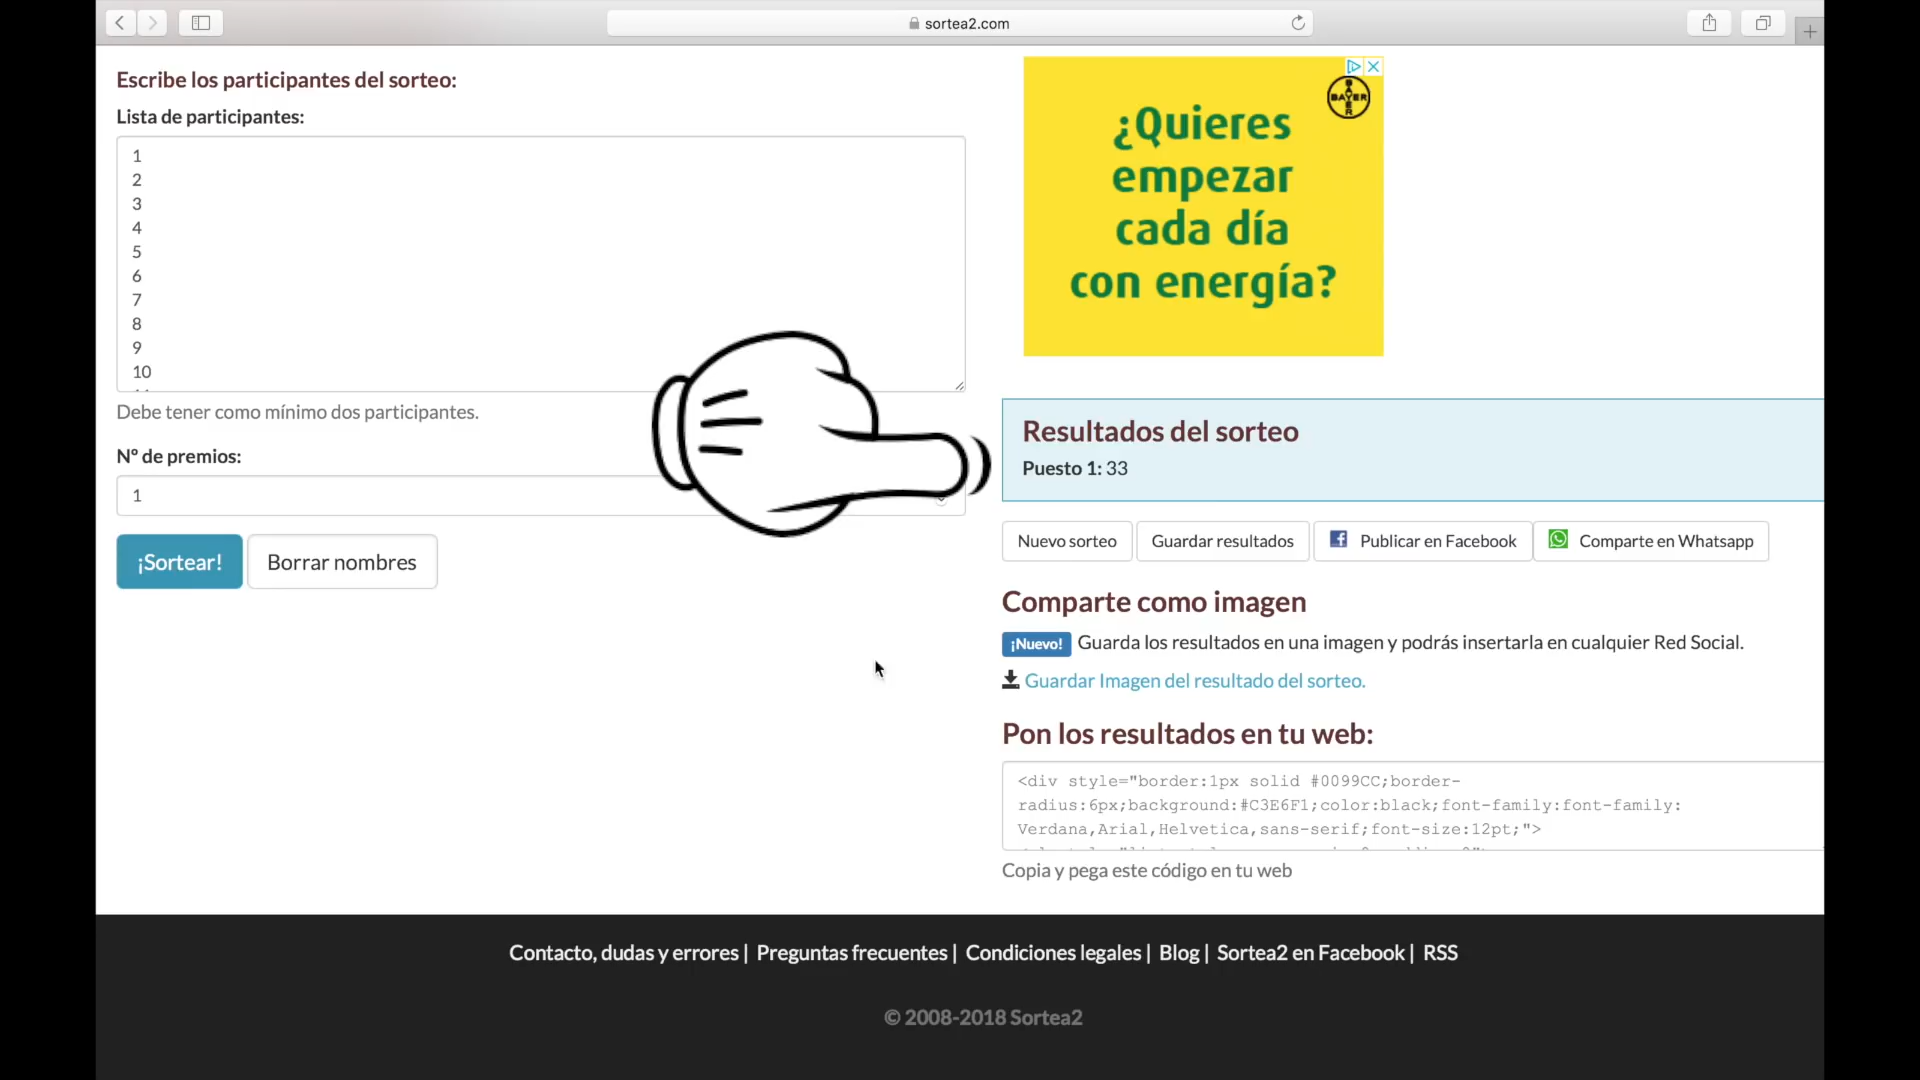 sortea2.com
Escribe los participantes del sorteo:
Lista de participantes:
1
2
3
4
5
6
7
8
9
10
Debe tener como mínimo dos participantes.
Nº de premios:
1
¡Sortear!
Borrar nombres
¿Quieres
empezar
cada día
con energía?
BAYER
BAYER
Resultados del sorteo
Puesto 1: 33
Nuevo sorteo
Guardar resultados
Publicar en Facebook
Comparte en Whatsapp
Comparte como imagen
¡Nuevo! Guarda los resultados en una imagen y podrás insertarla en cualquier Red Social.
Guardar Imagen del resultado del sorteo.
Pon los resultados en tu web:
<div style="border:1px solid #0099CC;border-
radius:6px;background:#C3E6F1;color:black;font-family:font-family:
Verdana,Arial,Helvetica,sans-serif;font-size:12pt;">
Copia y pega este código en tu web
Contacto, dudas y errores | Preguntas frecuentes | Condiciones legales | Blog | Sortea2 en Facebook | RSS
© 2008-2018 Sortea2